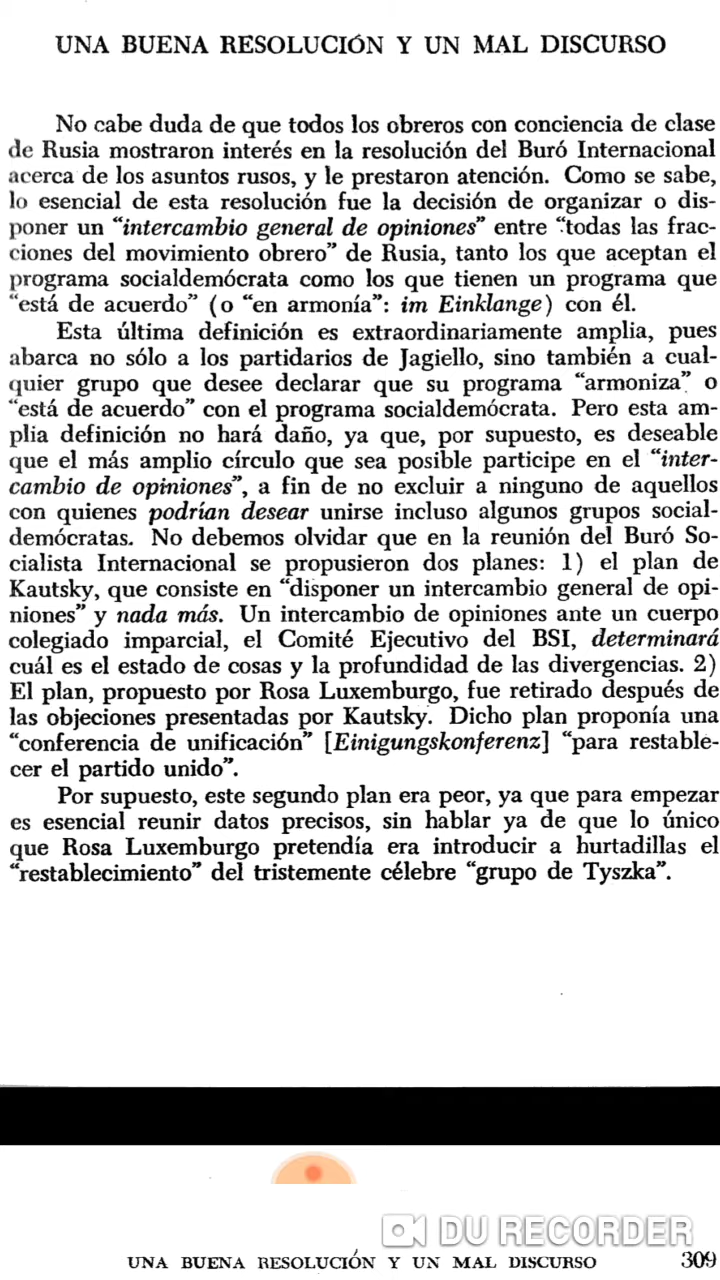 UNA BUENA RESOLUCIÓN Y UN MAL DISCURSO
No cabe duda de que todos los obreros con conciencia de clase
de Rusia mostraron interés en la resolución del Buró Internacional
acerca de los asuntos rusos, y le prestaron atención. Como se sabe,
lo esencial de esta resolución fue la decisión de organizar o dis-
poner un “intercambio general de opiniones” entre “todas las frac-
ciones del movimiento obrero” de Rusia, tanto los que aceptan el
programa socialdemócrata como los que tienen un programa que
“está de acuerdo” (o “en armonía”: im Einklange) con él.
Esta última definición es extraordinariamente amplia, pues
abarca no sólo a los partidarios de Jagiello, sino también a cual-
quier grupo que desee declarar que su programa “armoniza” o
“está de acuerdo” con el programa socialdemócrata. Pero esta am-
plia definición no hará daño, ya que, por supuesto, es deseable
que el más amplio círculo que sea posible participe en el “inter-
cambio de opiniones”, a fin de no excluir a ninguno de aquellos
con quienes podrían desear unirse incluso algunos grupos social-
demócratas. No debemos olvidar que en la reunión del Buró So-
cialista Internacional se propusieron dos planes: 1) el plan de
Kautsky, que consiste en “disponer un intercambio general de opi-
niones” y nada más. Un intercambio de opiniones ante un cuerpo
colegiado imparcial, el Comité Ejecutivo del BSI, determinará
cuál es el estado de cosas y la profundidad de las divergencias. 2)
El plan, propuesto por Rosa Luxemburgo, fue retirado después de
las objeciones presentadas por Kautsky. Dicho plan proponía una
“conferencia de unificación” [Einigungskonferenz] “para restable-
cer el partido unido”.
Por supuesto, este segundo plan era peor, ya que para empezar
es esencial reunir datos precisos, sin hablar ya de que lo único
que Rosa Luxemburgo pretendía era introducir a hurtadillas el
“restablecimiento” del tristemente célebre “grupo de Tyszka”.
DU RECORDER
UNA BUENA RESOLUCIÓN Y UN MAL DISCURSO 309